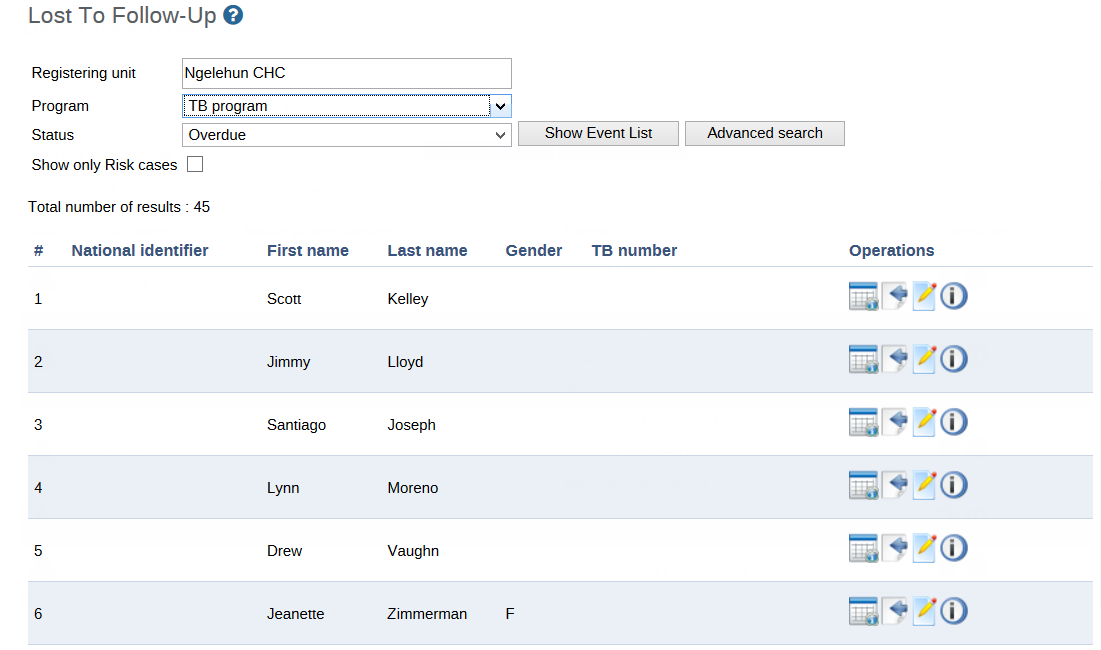 Lost To Follow-Up ?
Registering unit Ngelehun CHC
Program TB program
Status Overdue Show Event List Advanced search
Show only Risk cases
Total number of results : 45
# National identifier First name Last name Gender TB number Operations
1 Scott Kelley
2 Jimmy Lloyd
3 Santiago Joseph
4 Lynn Moreno
5 Drew Vaughn
6 Jeanette Zimmerman F